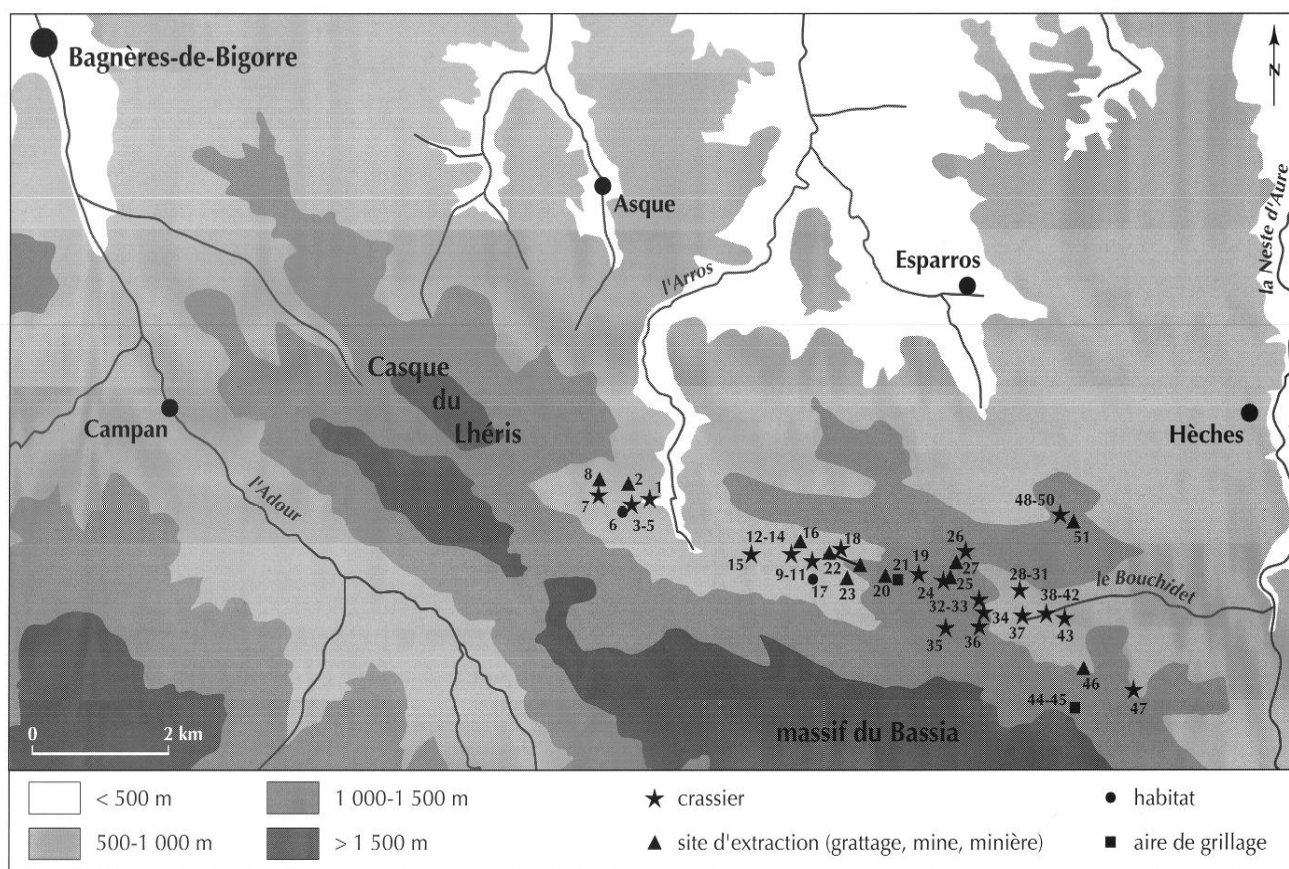 Bagnères-de-Bigorre
N
Asque
l'Arros
Esparros
la Neste d'Aure
Casque
du
Lhéris
Campan
Hèches
l'Adour
8
2
1
7
6
3-5
48-50
51
12-14
16
18
15
9-11
22
19
26
21
27
17
23
20
24
25
28-31
le Bouchidet
32-33
34
38-42
35
36
37
43
46
44-45
47
massif du Bassia
0 2 km
< 500 m
1 000-1 500 m
crassier
habitat
500-1 000 m
> 1 500 m
site d'extraction (grattage, mine, minière)
aire de grillage